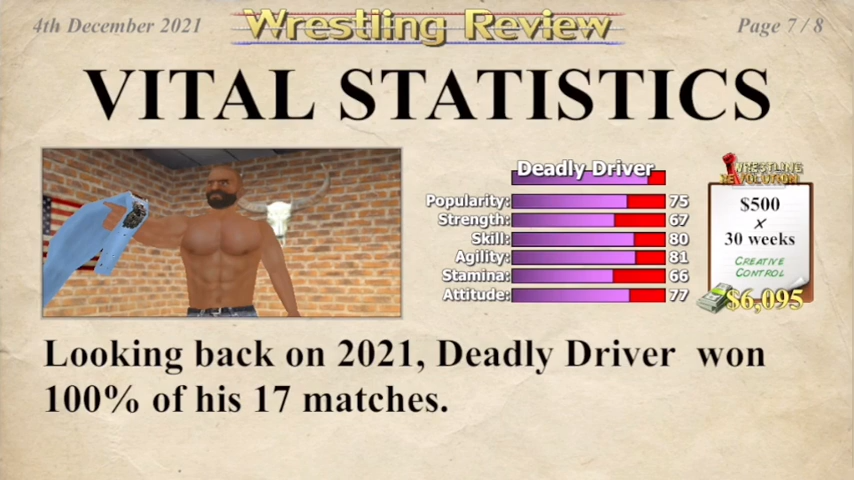 4th December 2021
Wrestling Review
Page 7 / 8
VITAL STATISTICS
Deadly Driver
Popularity: 75
Strength: 67
Skill: 80
Agility: 81
Stamina: 66
Attitude: 77
WRESTLING
REVOLUTION
$500
x
30 weeks
CREATIVE
CONTROL
$6,095
Looking back on 2021, Deadly Driver won
100% of his 17 matches.